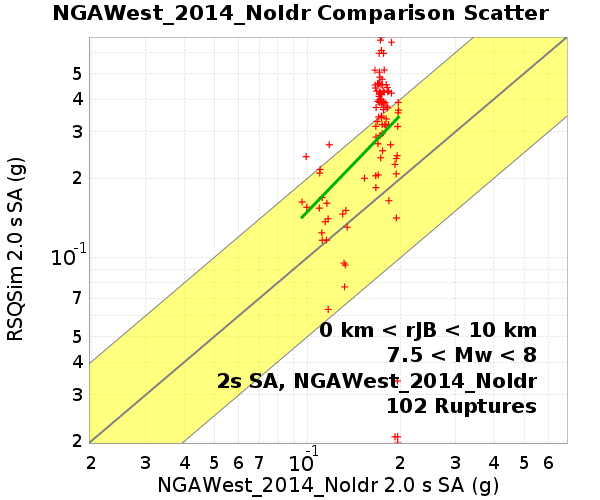 NGAWest_2014_NoIdr Comparison Scatter
RSQSim 2.0 s SA (g)
5
4
3
2
10-1
7
5
4
3
2
0 km < rJB < 10 km
7.5 < Mw < 8
2s SA, NGAWest_2014_NoIdr
102 Ruptures
2 3 4 5 6 7 10-1 2 3 4 5 6
NGAWest_2014_NoIdr 2.0 s SA (g)